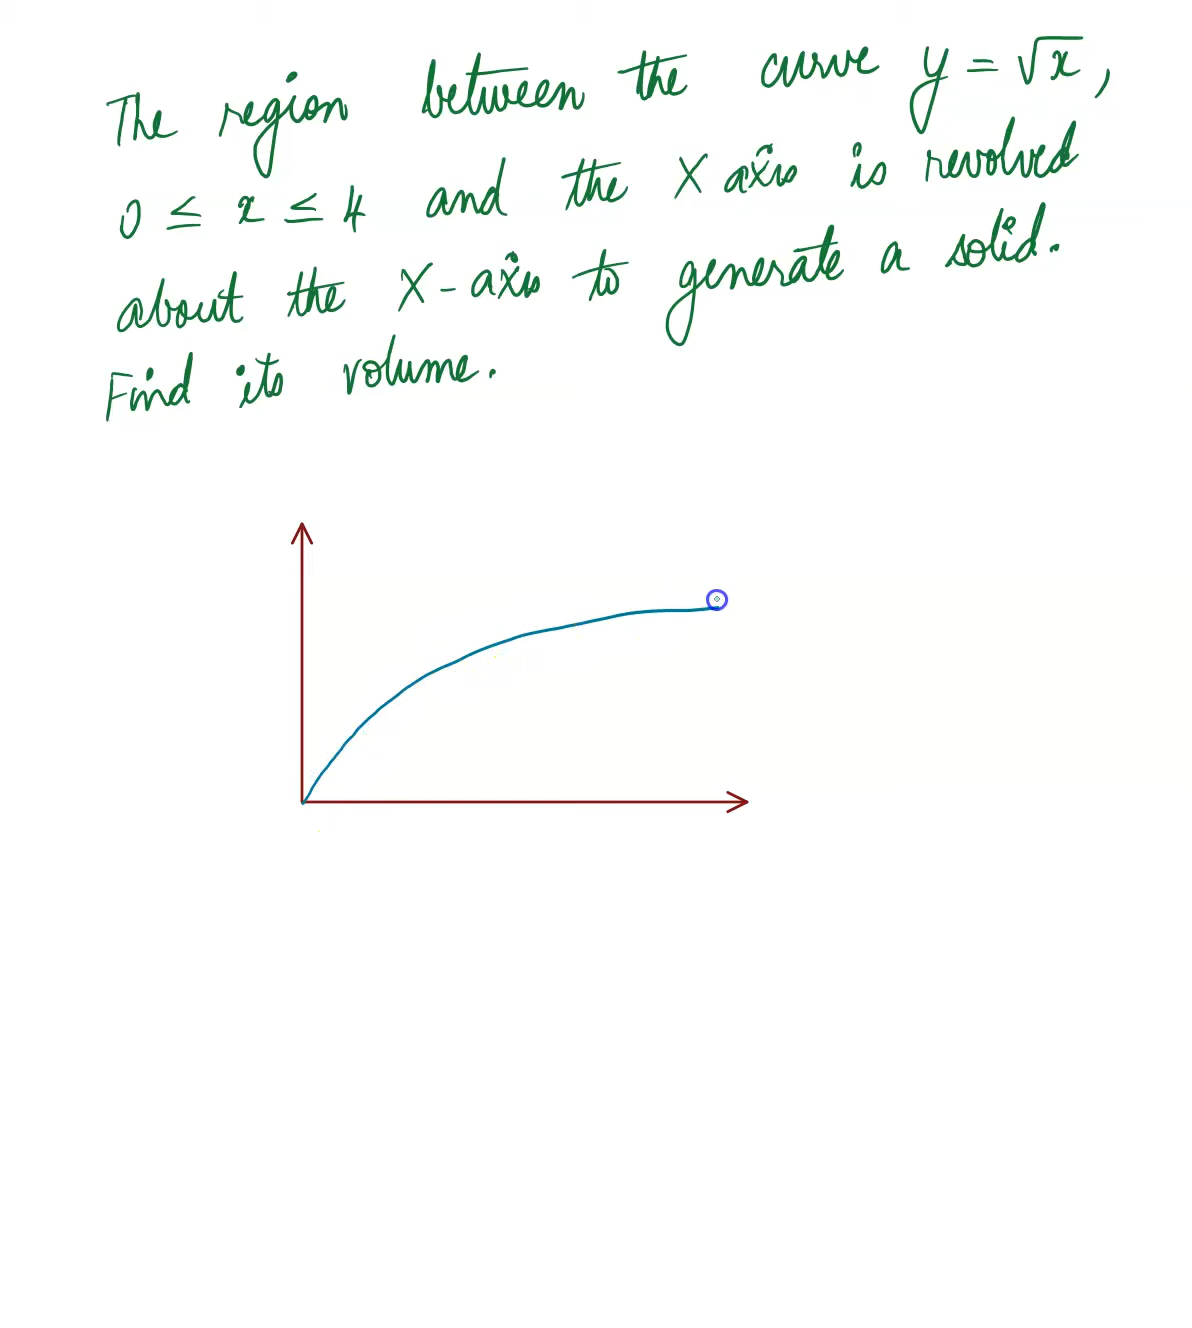 The region between the curve y = √x,
0 ≤ x ≤ 4 and the X axis is revolved
about the X-axis to generate a solid.
Find its volume.